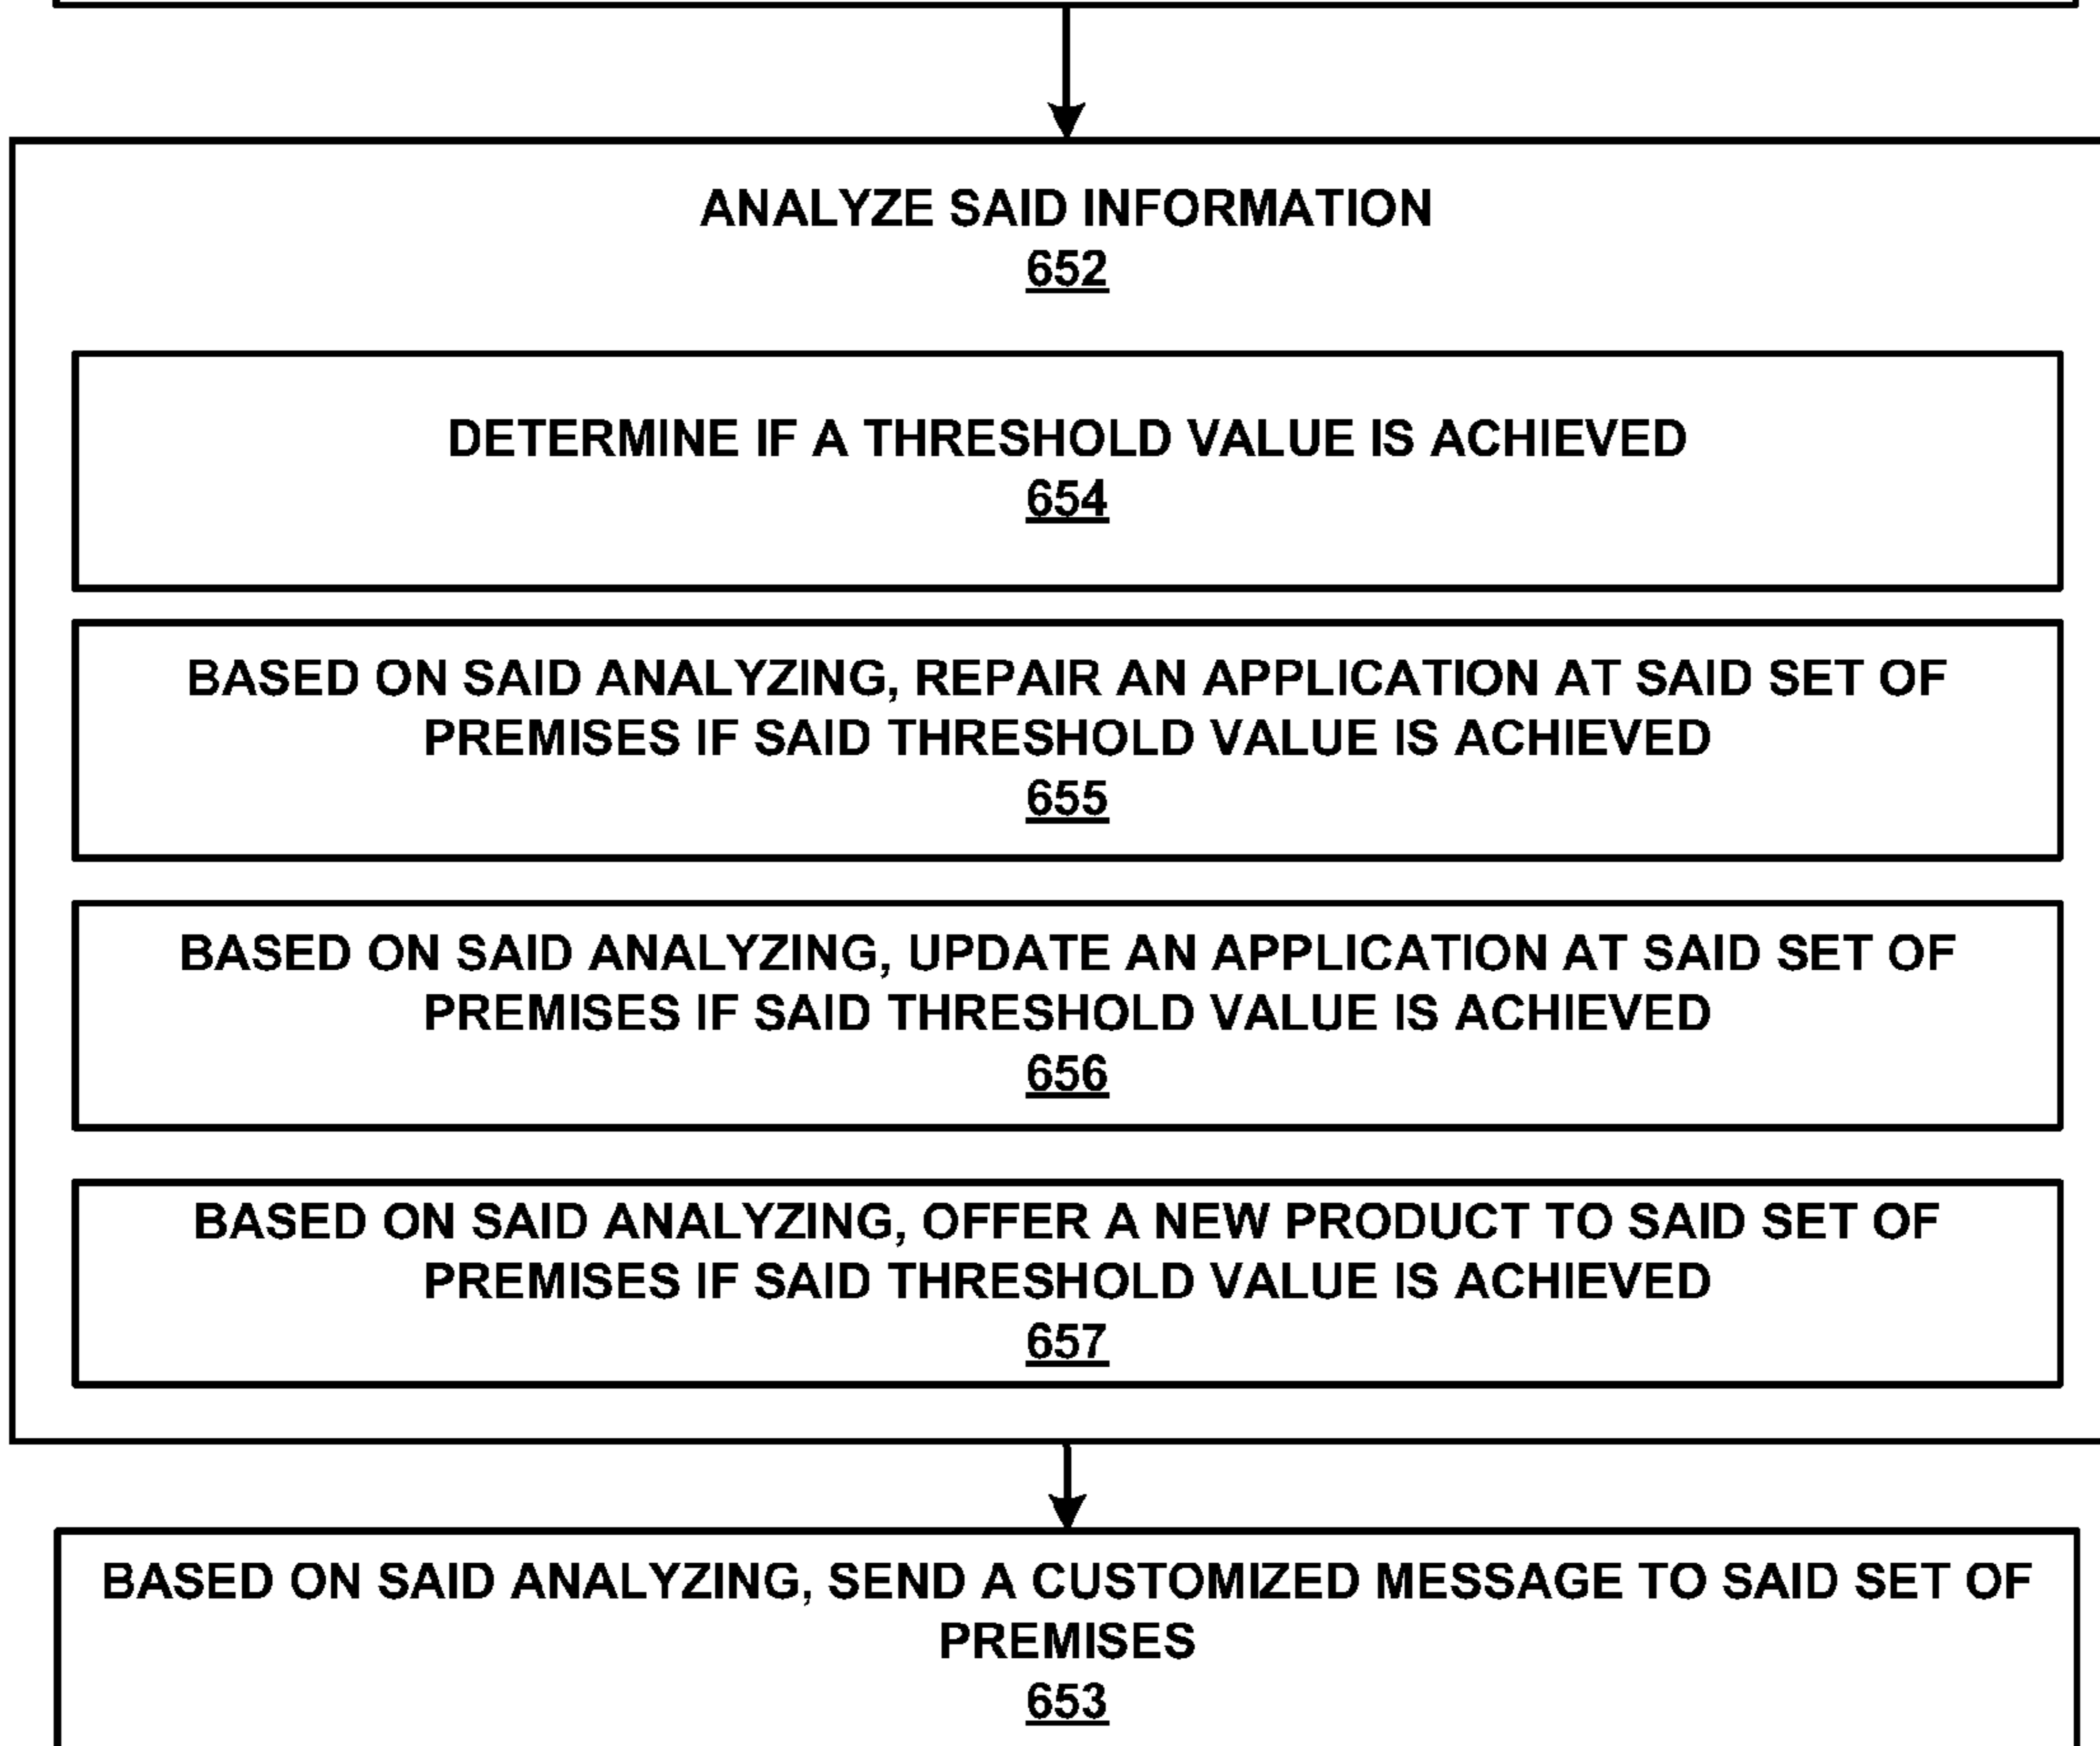 ANALYZE SAID INFORMATION
652
DETERMINE IF A THRESHOLD VALUE IS ACHIEVED
654
BASED ON SAID ANALYZING, REPAIR AN APPLICATION AT SAID SET OF
PREMISES IF SAID THRESHOLD VALUE IS ACHIEVED
655
BASED ON SAID ANALYZING, UPDATE AN APPLICATION AT SAID SET OF
PREMISES IF SAID THRESHOLD VALUE IS ACHIEVED
656
BASED ON SAID ANALYZING, OFFER A NEW PRODUCT TO SAID SET OF
PREMISES IF SAID THRESHOLD VALUE IS ACHIEVED
657
BASED ON SAID ANALYZING, SEND A CUSTOMIZED MESSAGE TO SAID SET OF
PREMISES
653